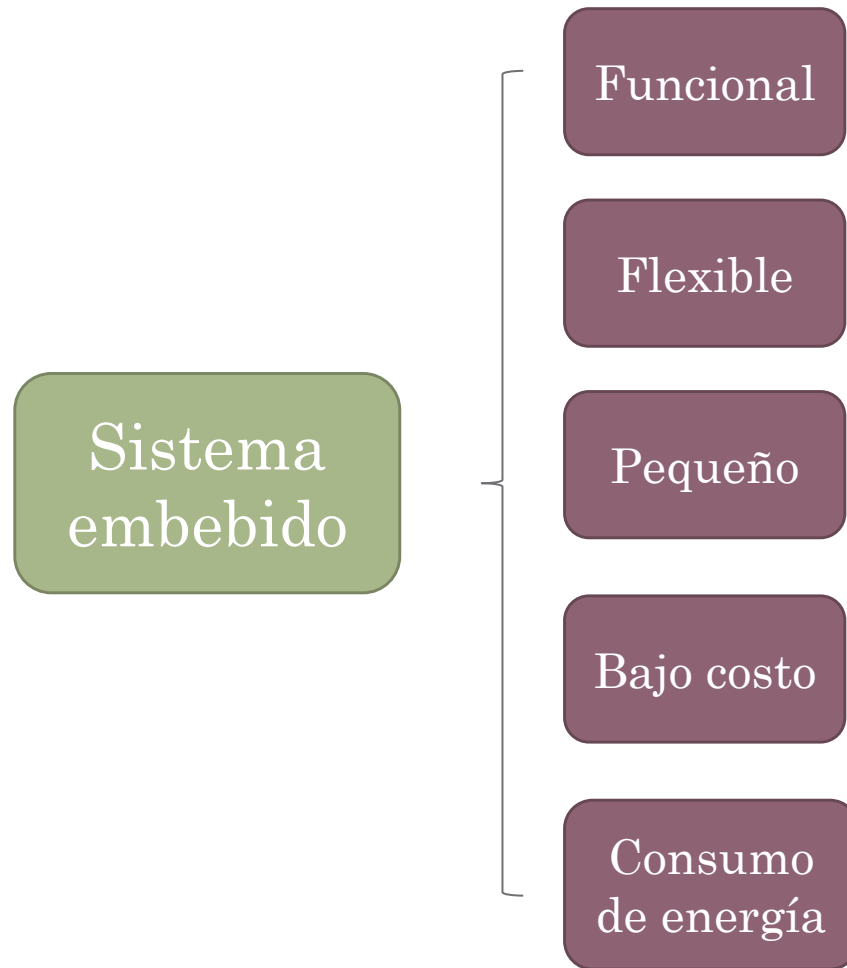 Funcional
Flexible
Sistema
embebido
Pequeño
Bajo costo
Consumo
de energía